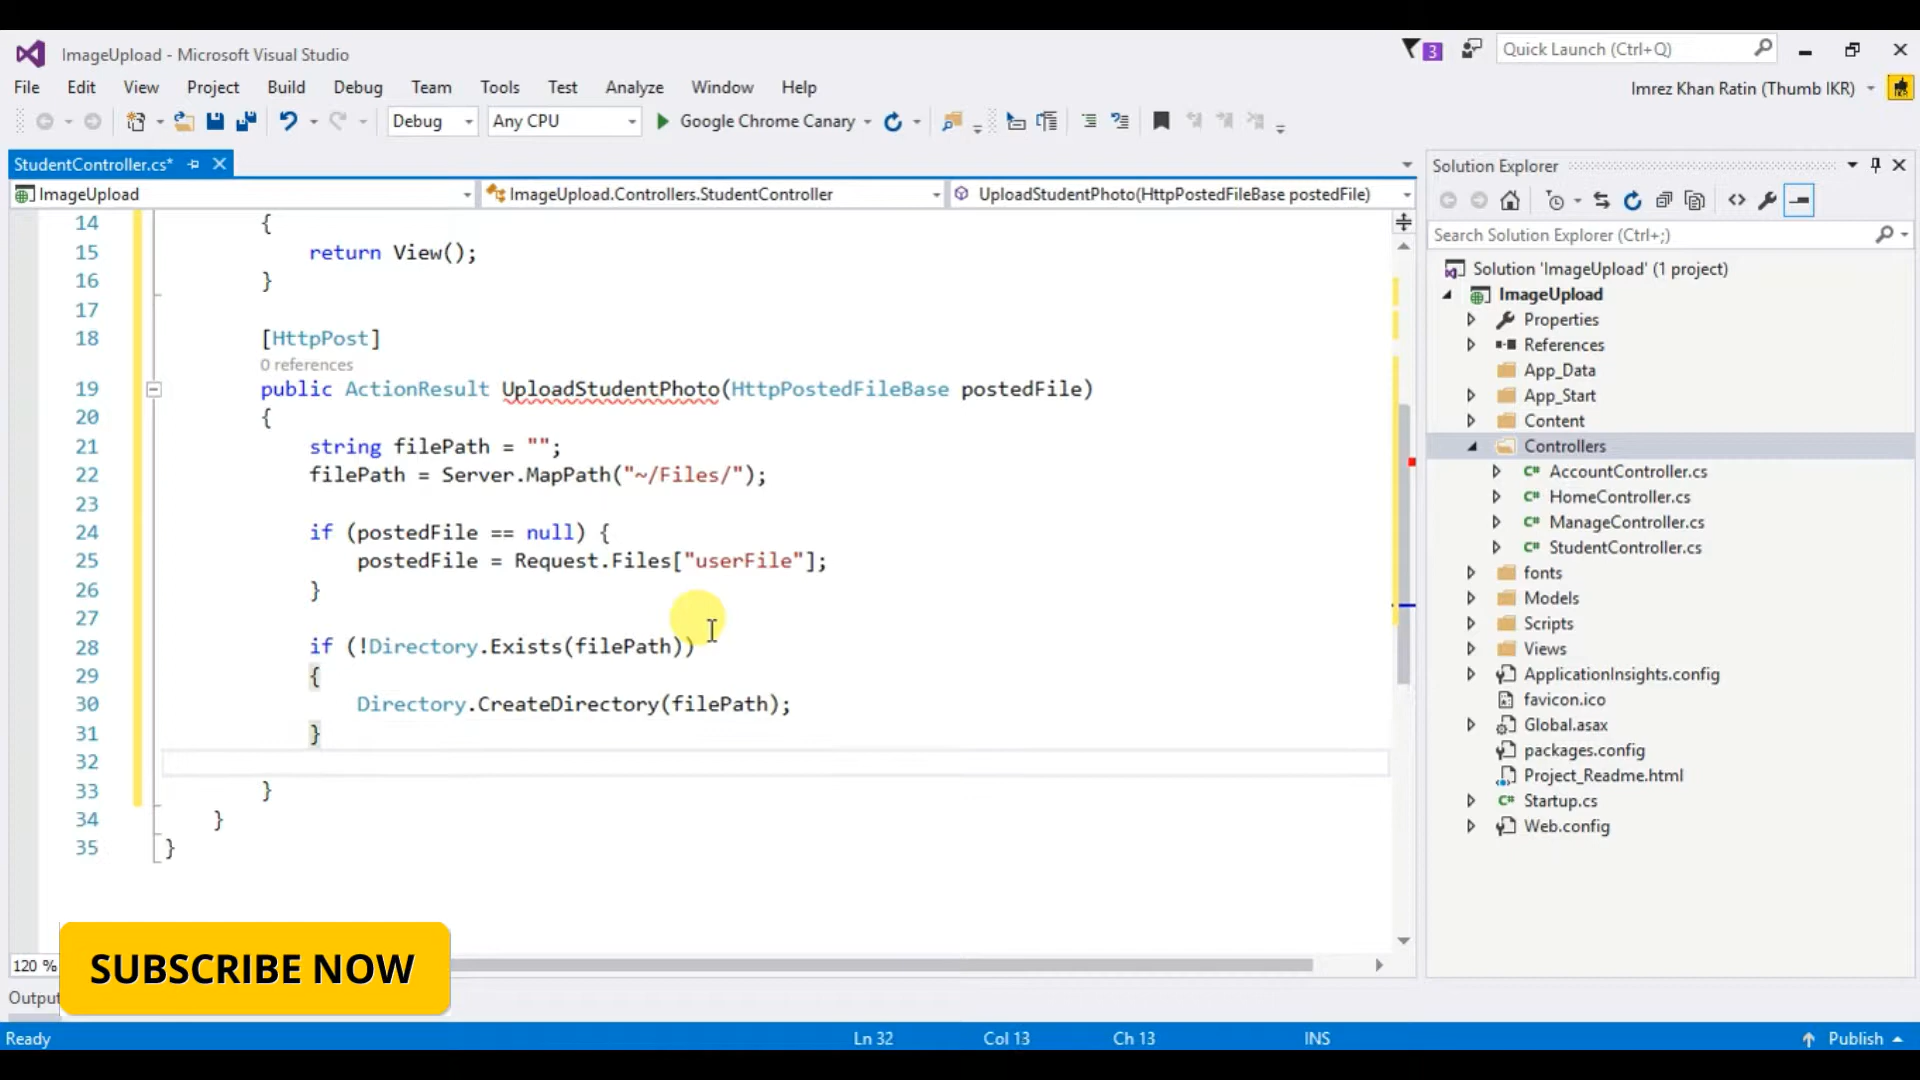 ImageUpload - Microsoft Visual Studio
3
Quick Launch (Ctrl+Q)
File Edit View Project Build Debug Team Tools Test Analyze Window Help
Imrez Khan Ratin (Thumb IKR)
Debug Any CPU Google Chrome Canary
StudentController.cs*
ImageUpload ImageUpload.Controllers.StudentController UploadStudentPhoto(HttpPostedFileBase postedFile)
14 {
15 return View();
16 }
17
18 [HttpPost]
0 references
19 public ActionResult UploadStudentPhoto(HttpPostedFileBase postedFile)
20 {
21 string filePath = "";
22 filePath = Server.MapPath("~/Files/");
23
24 if (postedFile == null) {
25 postedFile = Request.Files["userFile"];
26 }
27
28 if (!Directory.Exists(filePath))
29 {
30 Directory.CreateDirectory(filePath);
31 }
32
33 }
34 }
35 }
120 %
SUBSCRIBE NOW
Output
Ready Ln 32 Col 13 Ch 13 INS Publish
Solution Explorer
Search Solution Explorer (Ctrl+;)
Solution 'ImageUpload' (1 project)
ImageUpload
Properties
References
App_Data
App_Start
Content
Controllers
C# AccountController.cs
C# HomeController.cs
C# ManageController.cs
C# StudentController.cs
fonts
Models
Scripts
Views
ApplicationInsights.config
favicon.ico
Global.asax
packages.config
Project_Readme.html
C# Startup.cs
Web.config